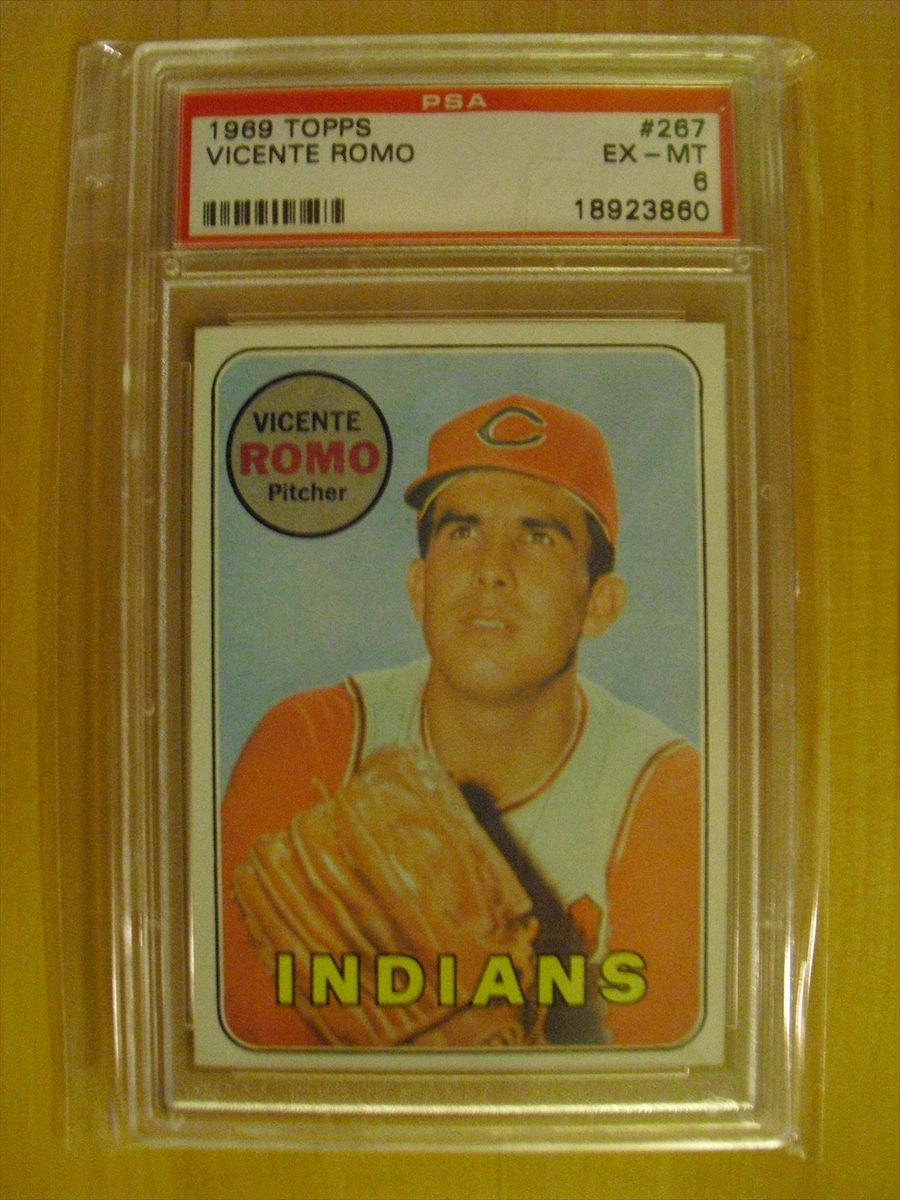 PSA
1969 TOPPS #267
VICENTE ROMO EX - MT
6
18923860
VICENTE
ROMO
Pitcher
C
INDIANS